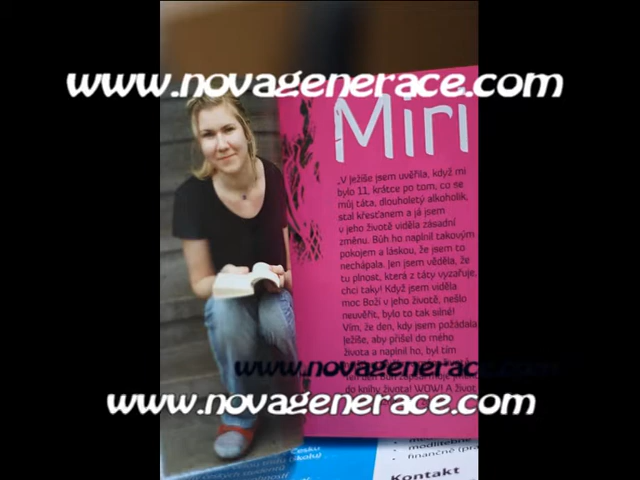 www.novagenerace.com
Miri
„V Ježíše jsem uvěřila, když mi
bylo 11, krátce po tom, co se
můj táta, dlouholetý alkoholik,
stal křesťanem a já jsem
v jeho životě viděla zásadní
změnu. Bůh ho naplnil takovým
pokojem a láskou, že jsem to
nechápala. Jen jsem věděla, že
tu plnost, která z táty vyzařuje,
chci taky! Když jsem viděla
moc Boží v jeho životě, nešlo
neuvěřit, bylo to tak silné!
Vím, že den, kdy jsem požádala
Ježíše, aby přišel do mého
života a naplnil ho, byl tím
www.novagenerace.com
do knihy života! WOW! A život
www.novagenerace.com
modlitebně
finančně (pra
Kontakt